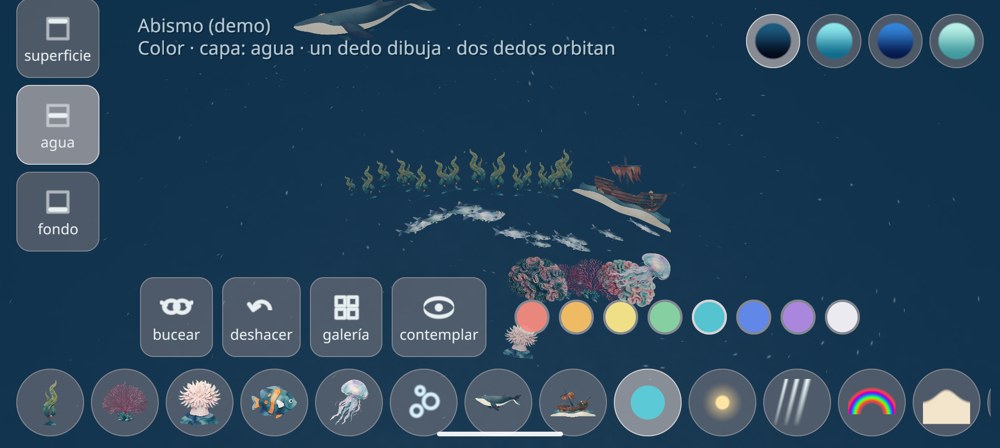 superficie
Abismo (demo)
Color · capa: agua · un dedo dibuja · dos dedos orbitan
agua
fondo
bucear
deshacer
galería
contemplar